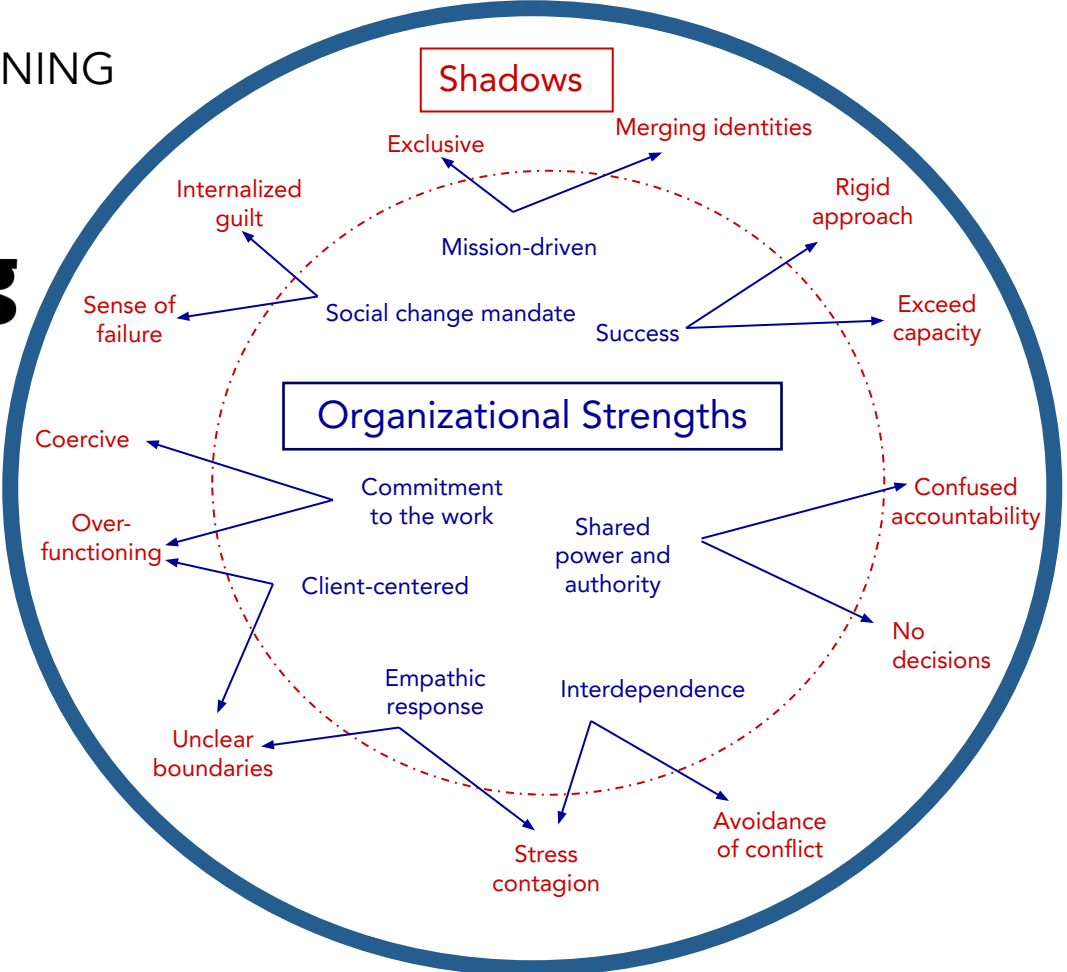 NING
g
Shadows
Exclusive
Merging identities
Internalized
guilt
Rigid
approach
Mission-driven
Sense of
failure
Social change mandate
Success
Exceed
capacity
Organizational Strengths
Coercive
Commitment
to the work
Confused
accountability
Over-
functioning
Shared
power and
authority
Client-centered
No
decisions
Empathic
response
Interdependence
Unclear
boundaries
Avoidance
of conflict
Stress
contagion